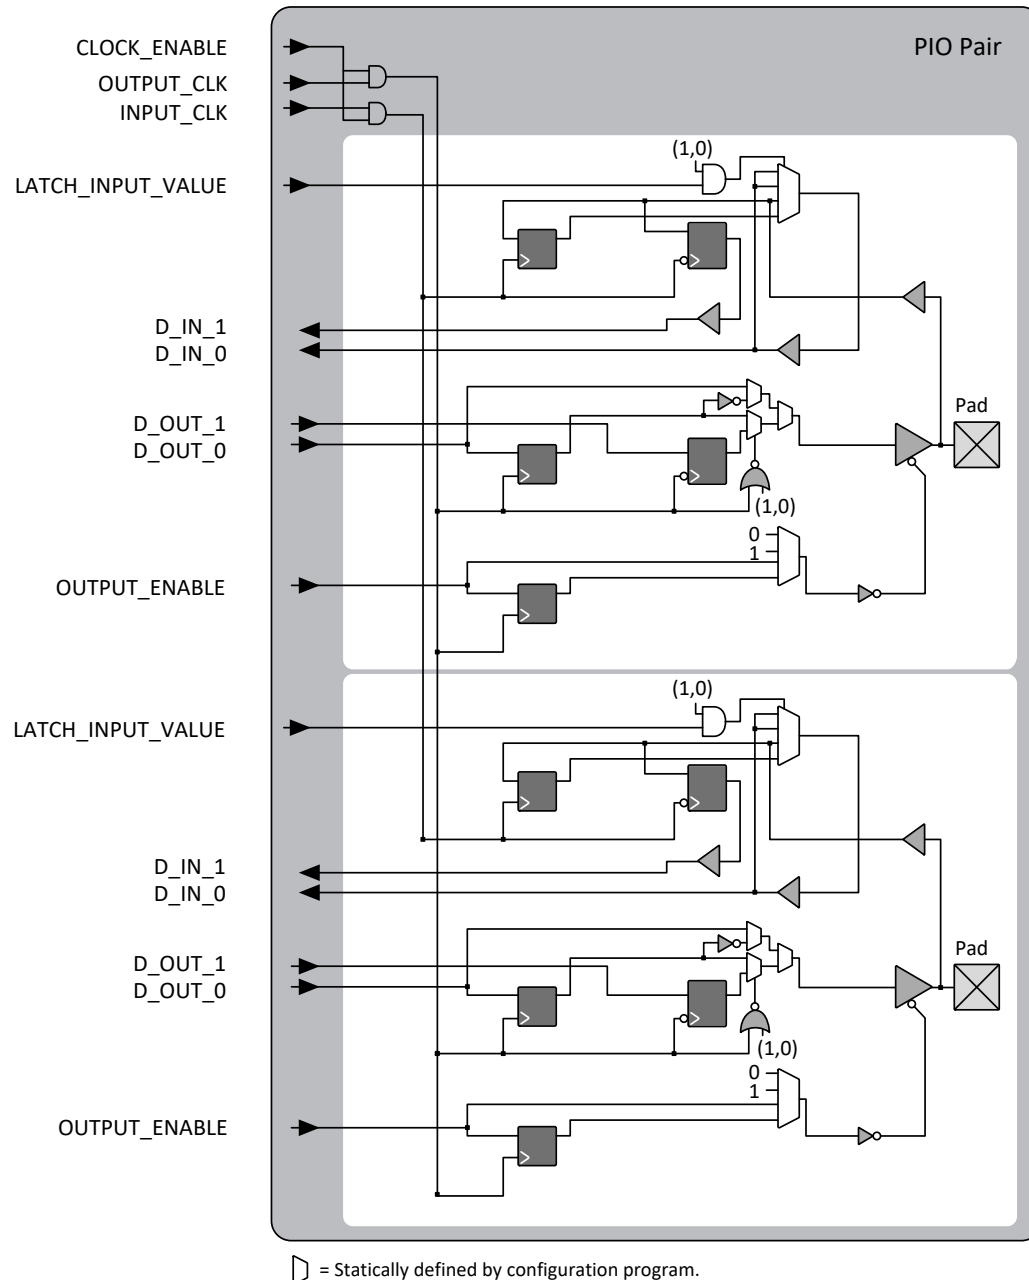 PIO Pair
CLOCK_ENABLE
OUTPUT_CLK
INPUT_CLK
(1,0)
LATCH_INPUT_VALUE
D_IN_1
D_IN_0
D_OUT_1
D_OUT_0
Pad
(1,0)
0
1
OUTPUT_ENABLE
(1,0)
LATCH_INPUT_VALUE
D_IN_1
D_IN_0
D_OUT_1
D_OUT_0
Pad
(1,0)
0
1
OUTPUT_ENABLE
= Statically defined by configuration program.